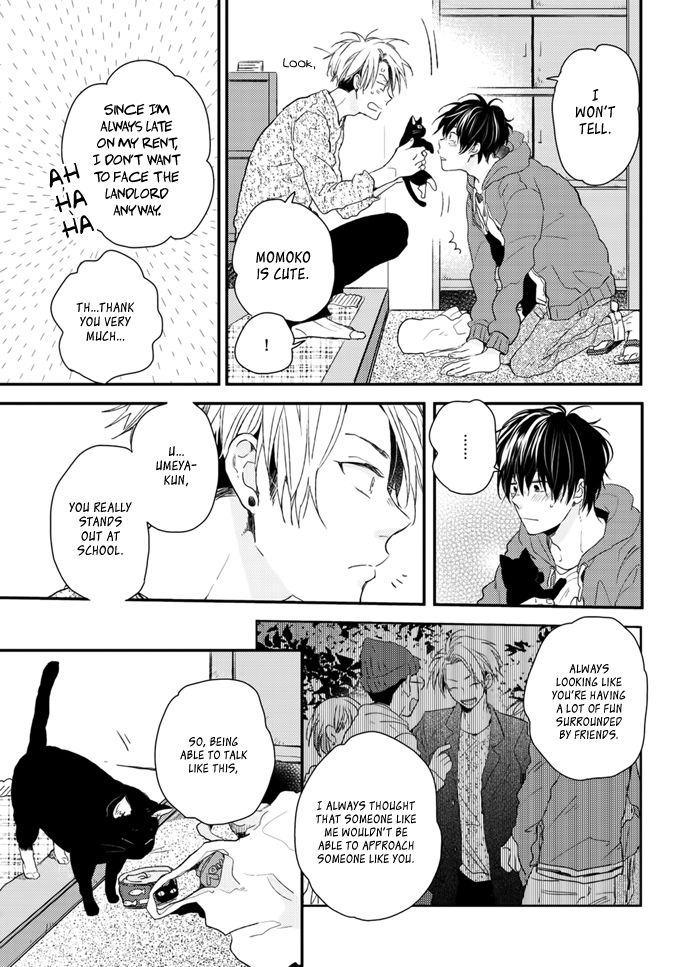 I
WON'T
TELL.
Look,
MOMOKO
IS CUTE.
!
SINCE I'M
ALWAYS LATE
ON MY RENT,
I DON'T WANT
TO FACE THE
LANDLORD
ANYWAY.
AH
HA
HA
TH...THANK
YOU VERY
MUCH...
...
U...
UMEYA-
KUN,
YOU REALLY
STANDS
OUT AT
SCHOOL.
ALWAYS
LOOKING LIKE
YOU'RE HAVING
A LOT OF FUN
SURROUNDED
BY FRIENDS.
I ALWAYS THOUGHT
THAT SOMEONE LIKE
ME WOULDN'T BE
ABLE TO APPROACH
SOMEONE LIKE YOU.
SO, BEING
ABLE TO TALK
LIKE THIS,